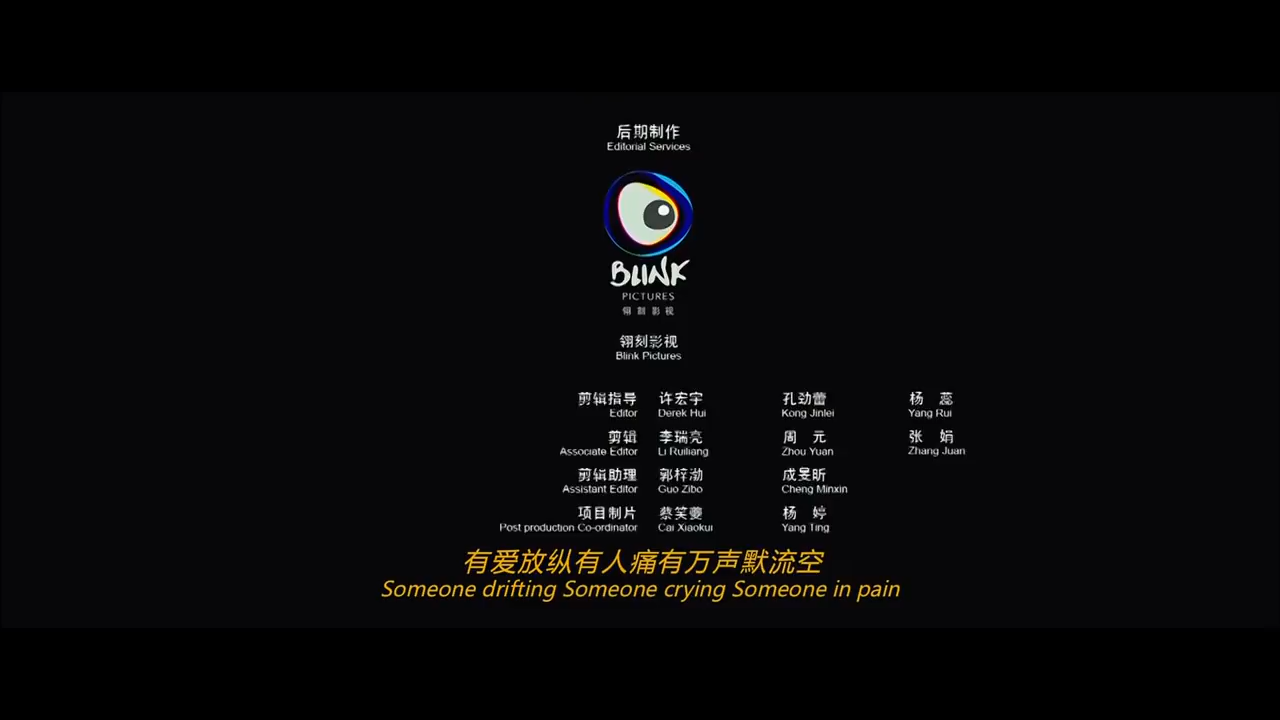 后期制作
Editorial Services
BLINK
PICTURES
翎刻影视
翎刻影视
Blink Pictures
剪辑指导 许宏宇 孔劲蕾 杨 蕊
Editor Derek Hui Kong Jinlei Yang Rui
剪辑 李瑞亮 周 元 张 娟
Associate Editor Li Ruiliang Zhou Yuan Zhang Juan
剪辑助理 郭梓渤 成旻昕
Assistant Editor Guo Zibo Cheng Minxin
项目制片 蔡笑夔 杨 婷
Post production Co-ordinator Cai Xiaokui Yang Ting
有爱放纵有人痛有万声默流空
Someone drifting Someone crying Someone in pain